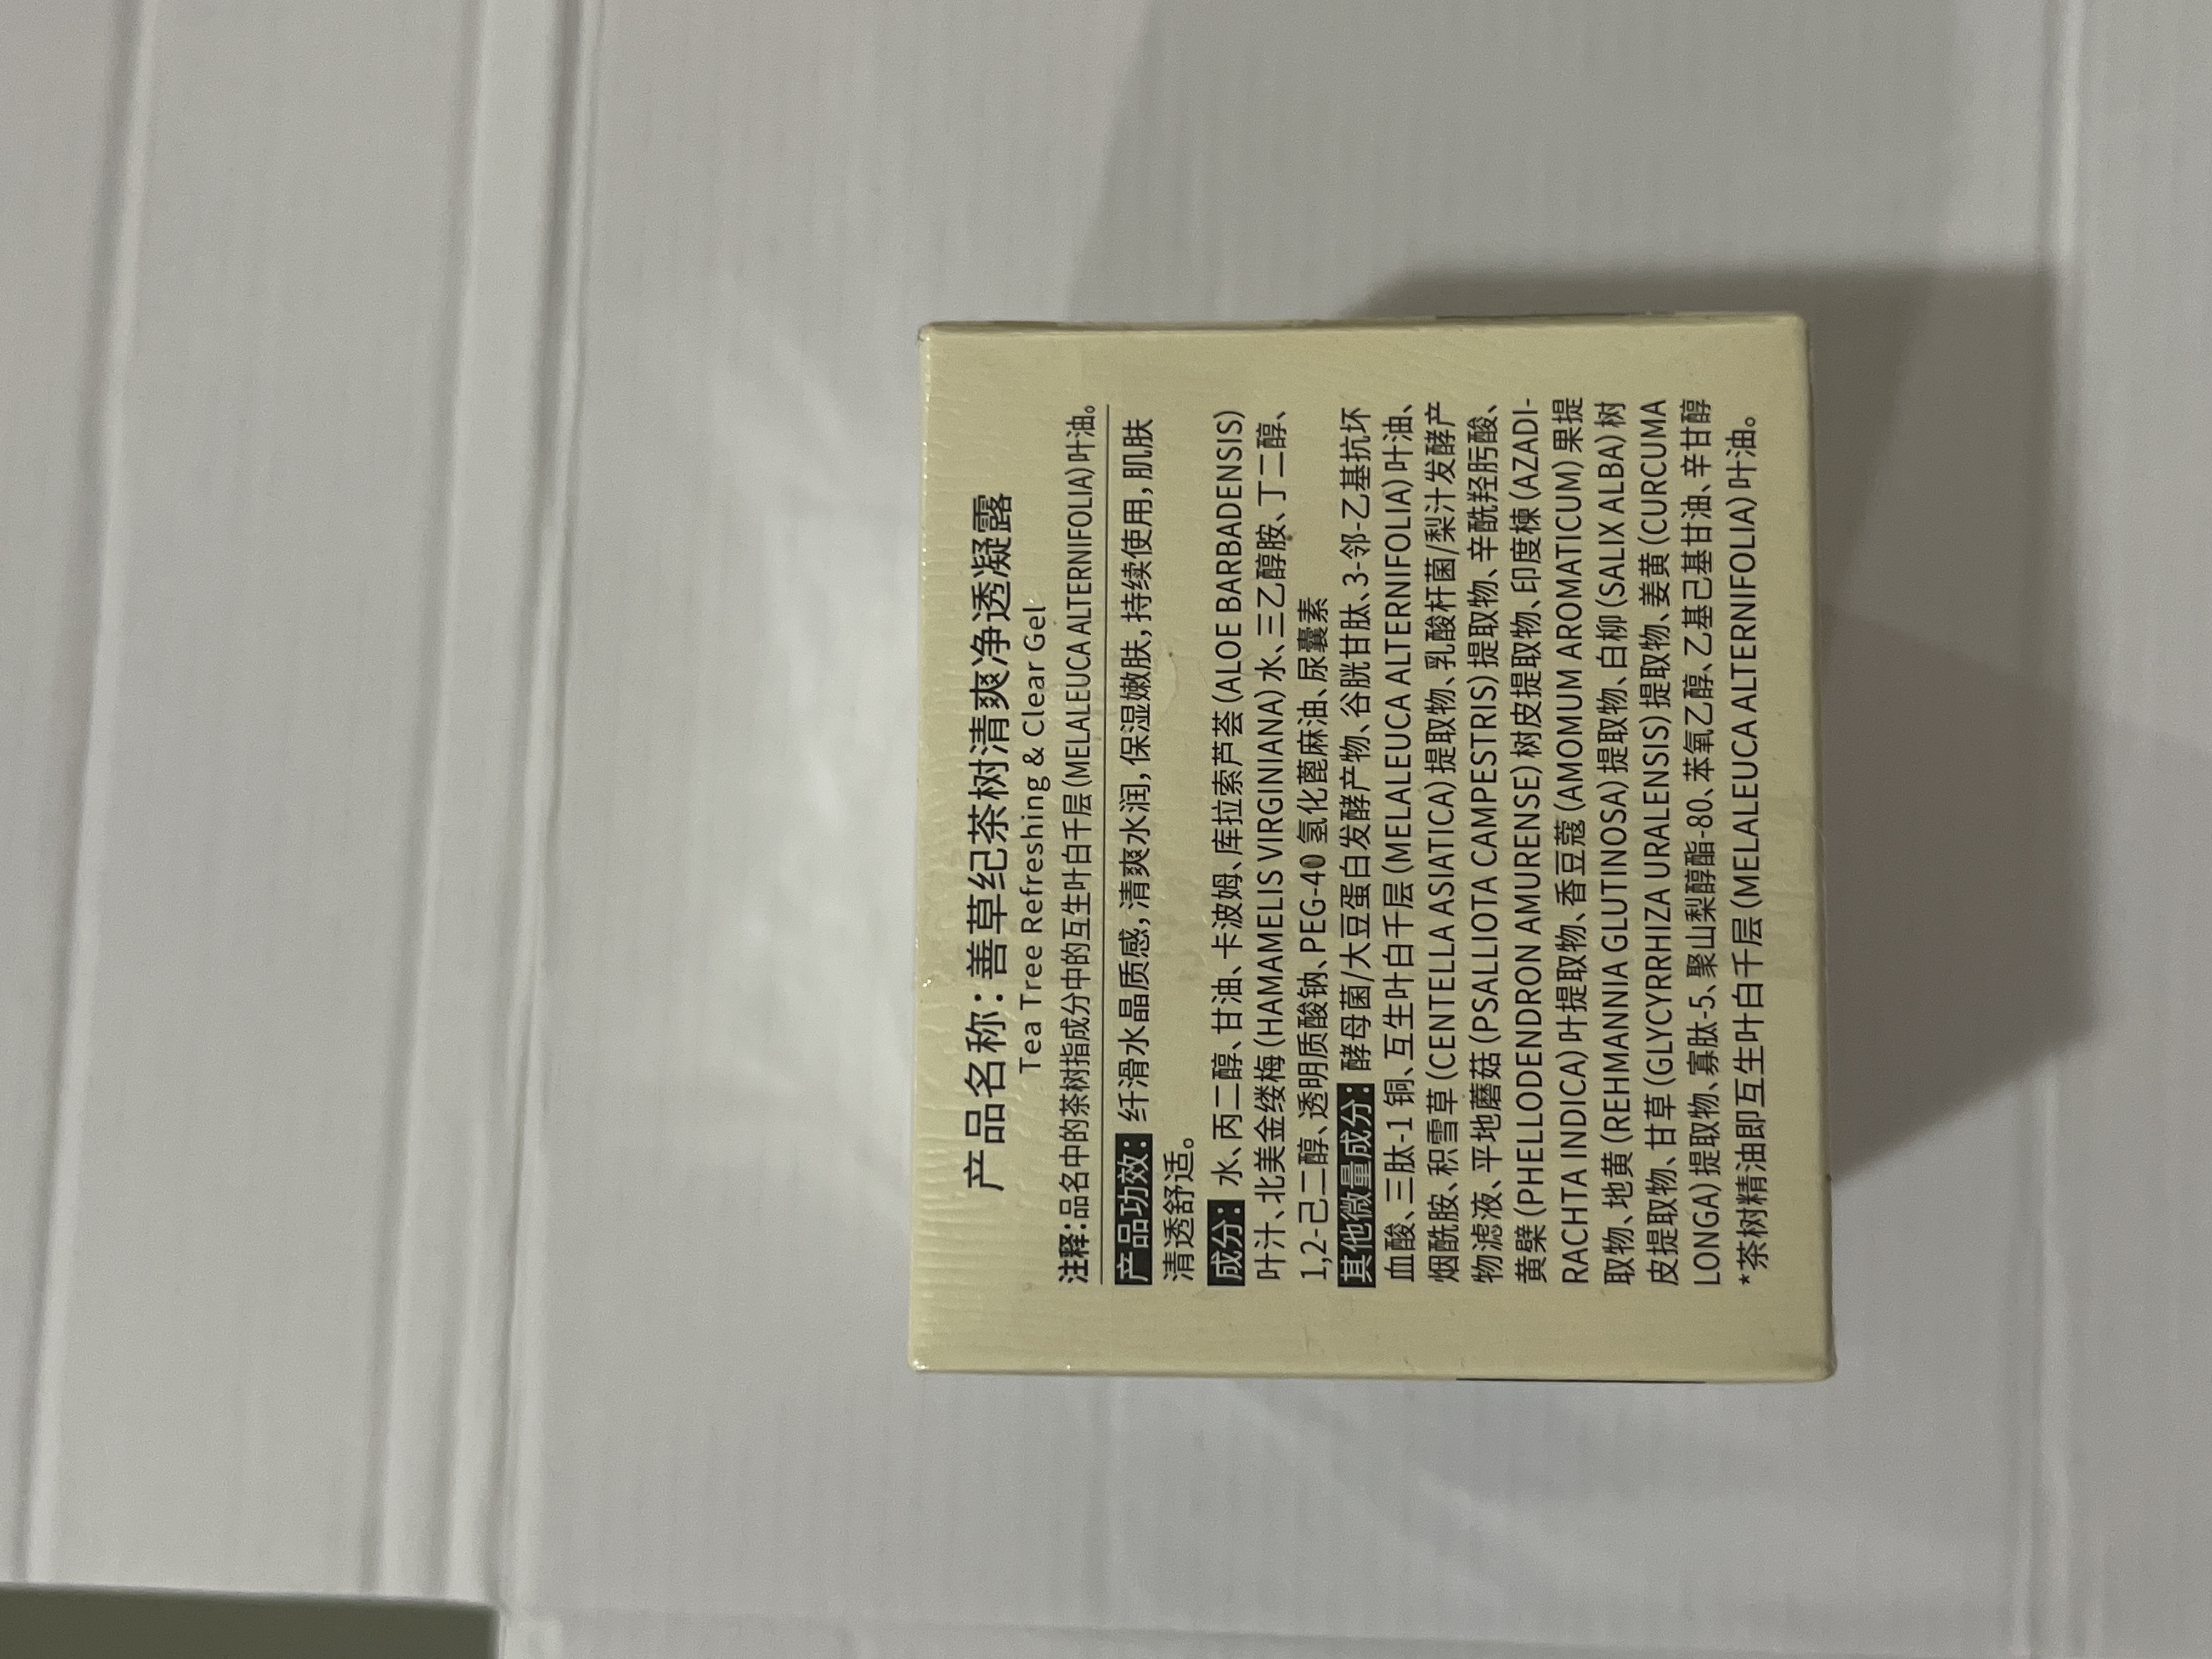 产品名称：善草纪茶树清爽净透凝露
Tea Tree Refreshing & Clear Gel
注释：品名中的茶树指成分中的互生叶白千层（MELALEUCA ALTERNIFOLIA）叶油。
产品功效：纤滑水晶质感，清爽水润，保湿嫩肤，持续使用，肌肤
清透舒适。
成分：水、丙二醇、甘油、卡波姆、库拉索芦荟（ALOE BARBADENSIS）
叶汁、北美金缕梅（HAMAMELIS VIRGINIANA）水、三乙醇胺、丁二醇、
1,2-己二醇、透明质酸钠、PEG-40 氢化蓖麻油、尿囊素
其他微量成分：酵母菌/大豆蛋白发酵产物、谷胱甘肽、3-邻-乙基抗坏
血酸、三肽-1 铜、互生叶白千层（MELALEUCA ALTERNIFOLIA）叶油、
烟酰胺、积雪草（CENTELLA ASIATICA）提取物、乳酸杆菌/梨汁发酵产
物滤液、平地蘑菇（PSALLIOTA CAMPESTRIS）提取物、辛酰羟肟酸、
黄檗（PHELLODENDRON AMURENSE）树皮提取物、印度楝（AZADI-
RACHTA INDICA）叶提取物、香豆蔻（AMOMUM AROMATICUM）果提
取物、地黄（REHMANNIA GLUTINOSA）提取物、白柳（SALIX ALBA）树
皮提取物、甘草（GLYCYRRHIZA URALENSIS）提取物、姜黄（CURCUMA
LONGA）提取物、寡肽-5、聚山梨醇酯-80、苯氧乙醇、乙基己基甘油、辛甘醇
*茶树精油即互生叶白千层（MELALEUCA ALTERNIFOLIA）叶油。